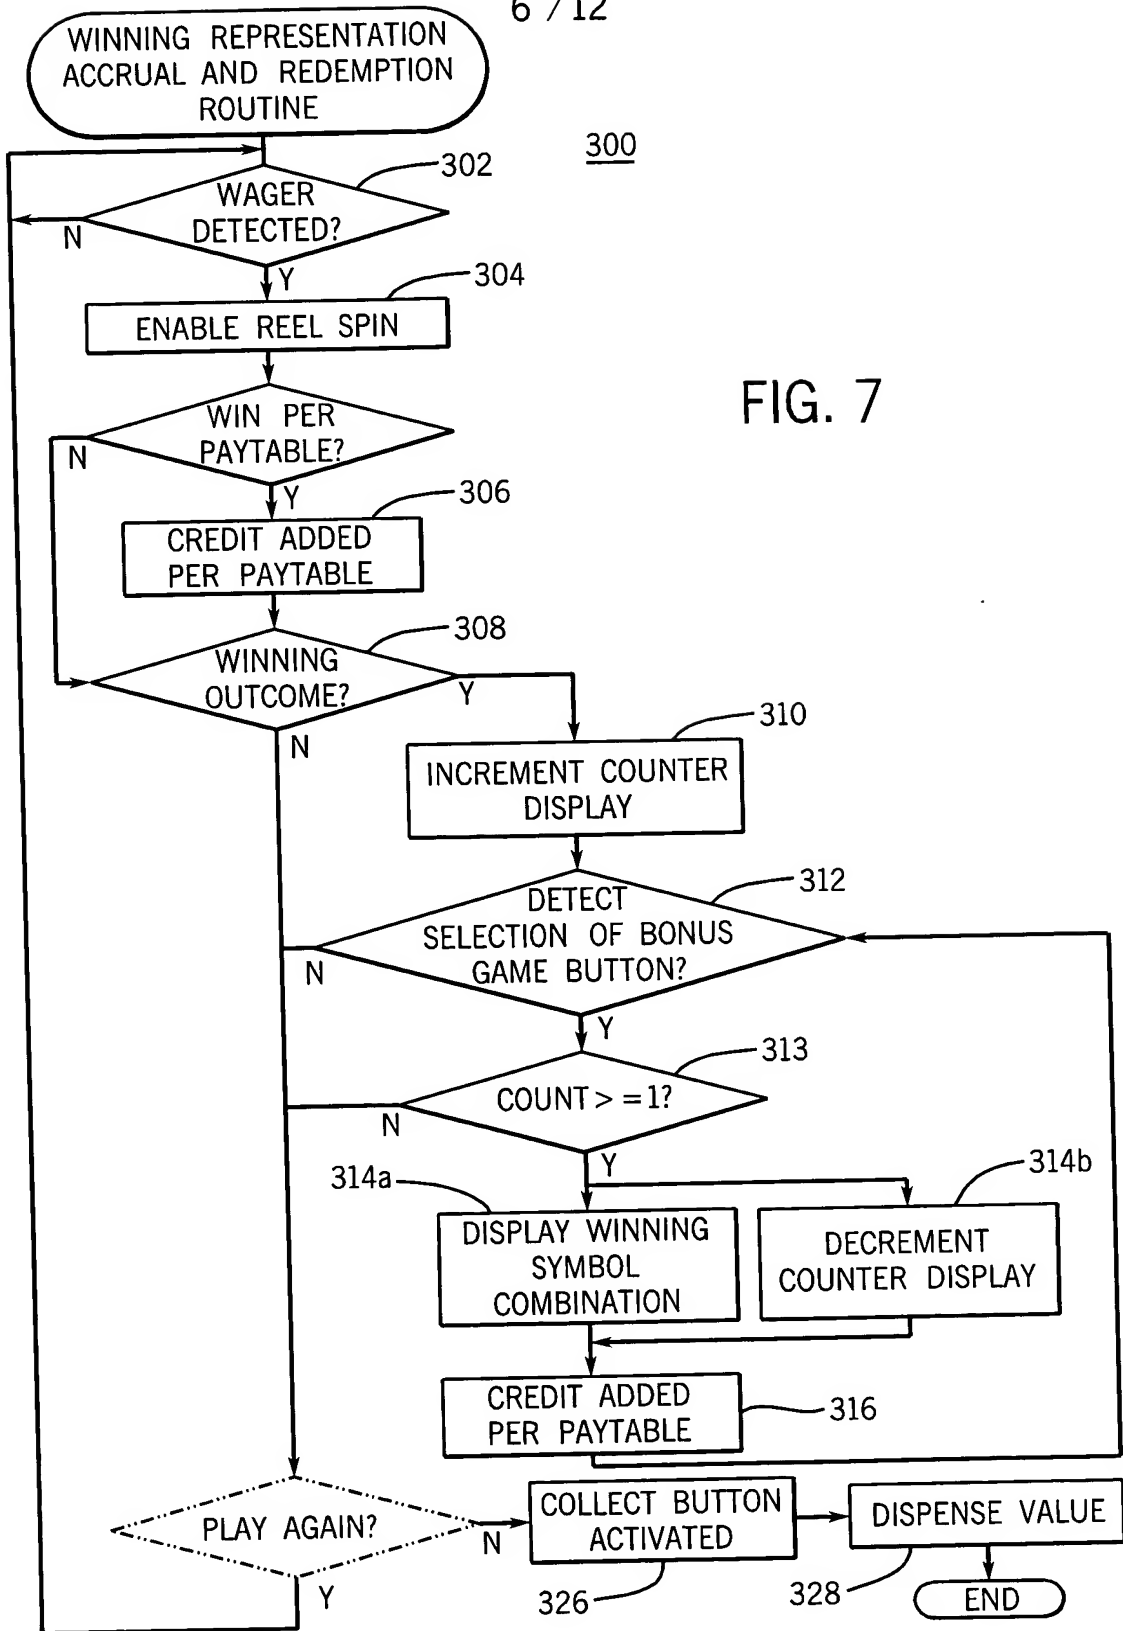 6 / 12
WINNING REPRESENTATION
ACCRUAL AND REDEMPTION
ROUTINE
300
302
WAGER
DETECTED?
N
Y
304
ENABLE REEL SPIN
FIG. 7
WIN PER
PAYTABLE?
N
Y
306
CREDIT ADDED
PER PAYTABLE
308
WINNING
OUTCOME?
Y
N
310
INCREMENT COUNTER
DISPLAY
312
DETECT
SELECTION OF BONUS
GAME BUTTON?
N
Y
313
COUNT > = 1?
N
Y
314a
314b
DISPLAY WINNING
SYMBOL
COMBINATION
DECREMENT
COUNTER DISPLAY
CREDIT ADDED
PER PAYTABLE
316
PLAY AGAIN?
N
Y
COLLECT BUTTON
ACTIVATED
326
DISPENSE VALUE
328
END